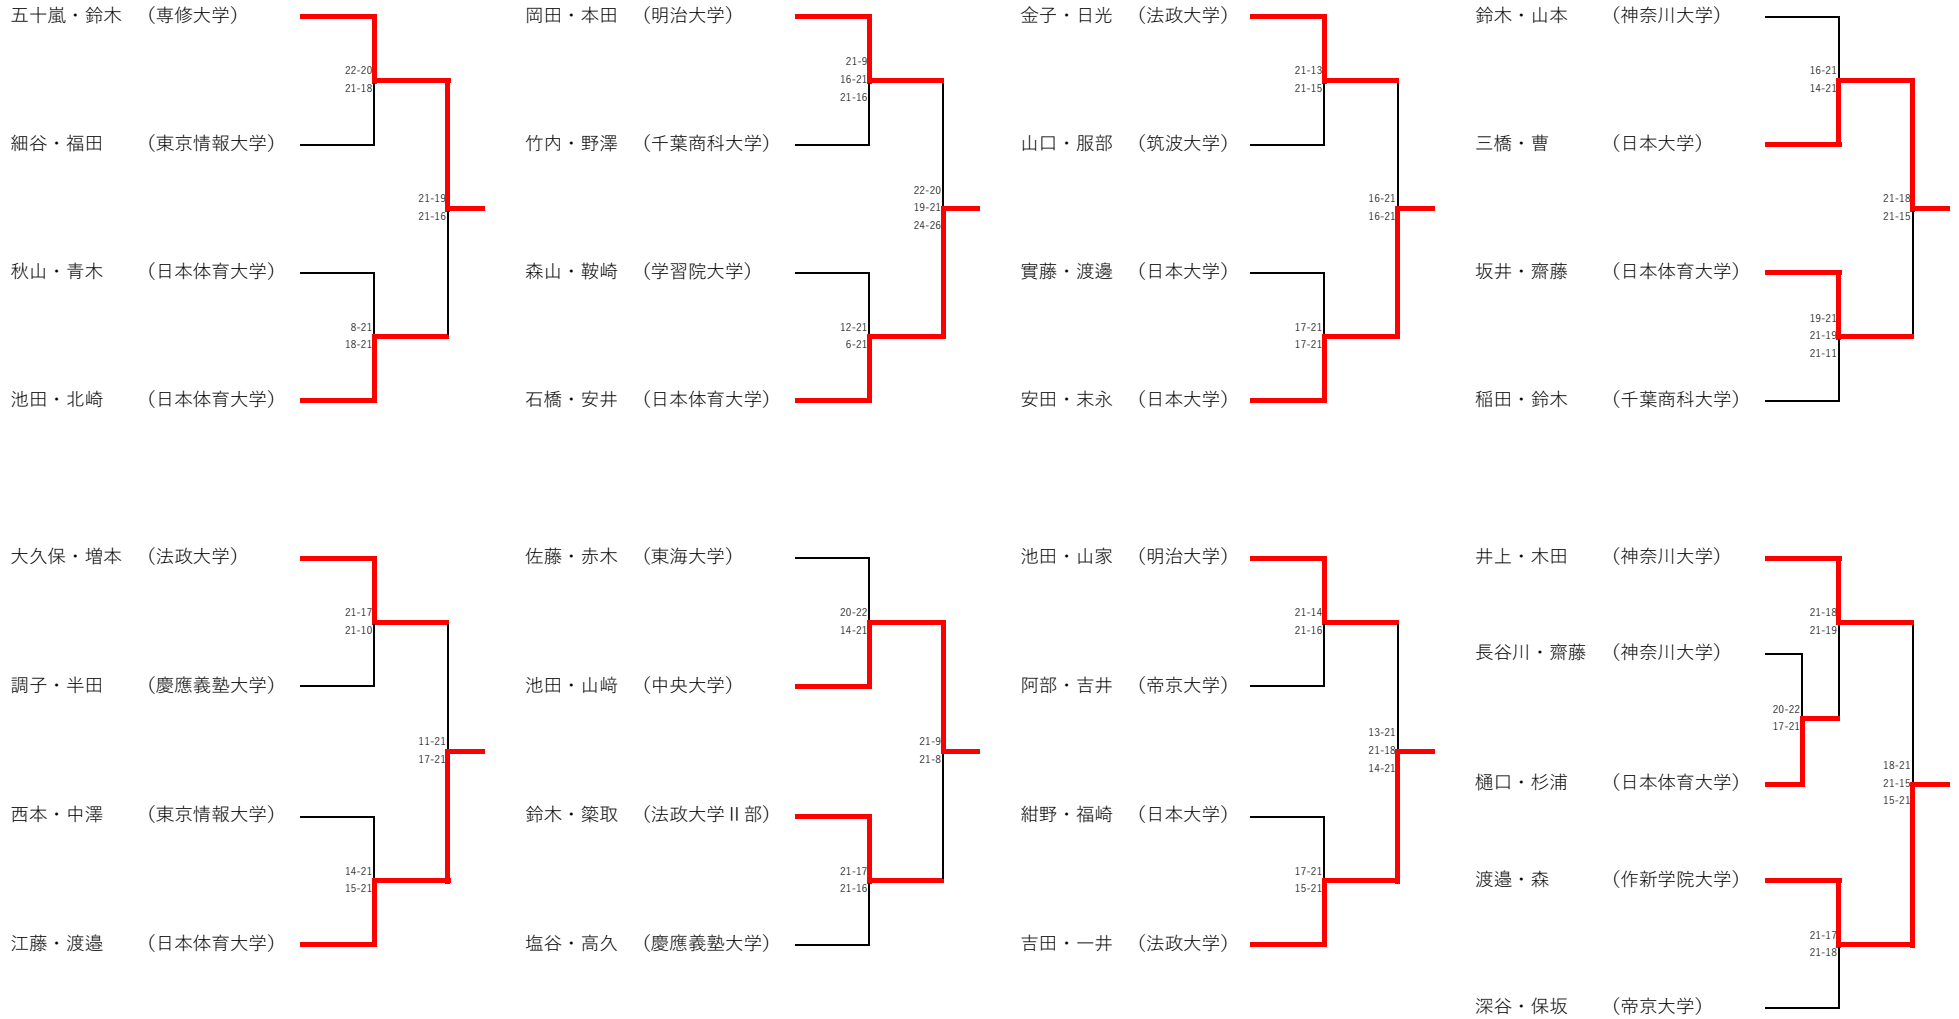 五十嵐・鈴木 （専修大学）
22-20
21-18
細谷・福田 （東京情報大学）
21-19
21-16
秋山・青木 （日本体育大学）
8-21
18-21
池田・北崎 （日本体育大学）
岡田・本田 （明治大学）
21-9
16-21
21-16
竹内・野澤 （千葉商科大学）
22-20
19-21
24-26
森山・鞍崎 （学習院大学）
12-21
6-21
石橋・安井 （日本体育大学）
金子・日光 （法政大学）
21-13
21-15
山口・服部 （筑波大学）
16-21
16-21
實藤・渡邊 （日本大学）
17-21
17-21
安田・末永 （日本大学）
鈴木・山本 （神奈川大学）
16-21
14-21
三橋・曹 （日本大学）
21-18
21-15
坂井・齋藤 （日本体育大学）
19-21
21-19
21-11
稲田・鈴木 （千葉商科大学）
大久保・増本 （法政大学）
21-17
21-10
調子・半田 （慶應義塾大学）
11-21
17-21
西本・中澤 （東京情報大学）
14-21
15-21
江藤・渡邉 （日本体育大学）
佐藤・赤木 （東海大学）
20-22
14-21
池田・山﨑 （中央大学）
21-9
21-8
鈴木・簗取 （法政大学Ⅱ部）
21-17
21-16
塩谷・高久 （慶應義塾大学）
池田・山家 （明治大学）
21-14
21-16
阿部・吉井 （帝京大学）
13-21
21-18
14-21
紺野・福崎 （日本大学）
17-21
15-21
吉田・一井 （法政大学）
井上・木田 （神奈川大学）
21-18
21-19
長谷川・齋藤 （神奈川大学）
20-22
17-21
樋口・杉浦 （日本体育大学）
18-21
21-15
15-21
渡邉・森 （作新学院大学）
21-17
21-18
深谷・保坂 （帝京大学）